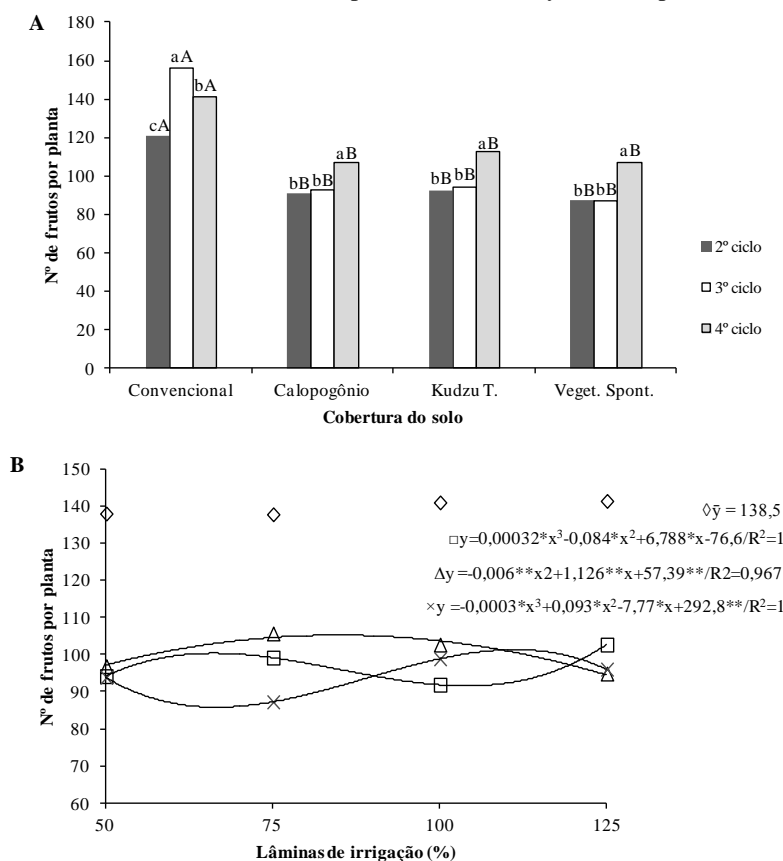 A
Nº de frutos por planta
180
160
140
120
100
80
60
40
20
0
cA
aA
bA
bB bB
aB
bB bB
aB
bB bB
aB
2º ciclo
3º ciclo
4º ciclo
Convencional Calopogônio Kudzu T. Veget. Spont.
Cobertura do solo
B
Nº de frutos por planta
150
140
130
120
110
100
90
80
70
60
◊ȳ = 138,5
□y=0,00032*x³-0,084*x²+6,788*x-76,6/R²=1
Δy =-0,006**x2+1,126**x+57,39**/R2=0,967
×y =-0,0003*x³+0,093*x²-7,77*x+292,8**/R²=1
50 75 100 125
Lâminas de irrigação (%)